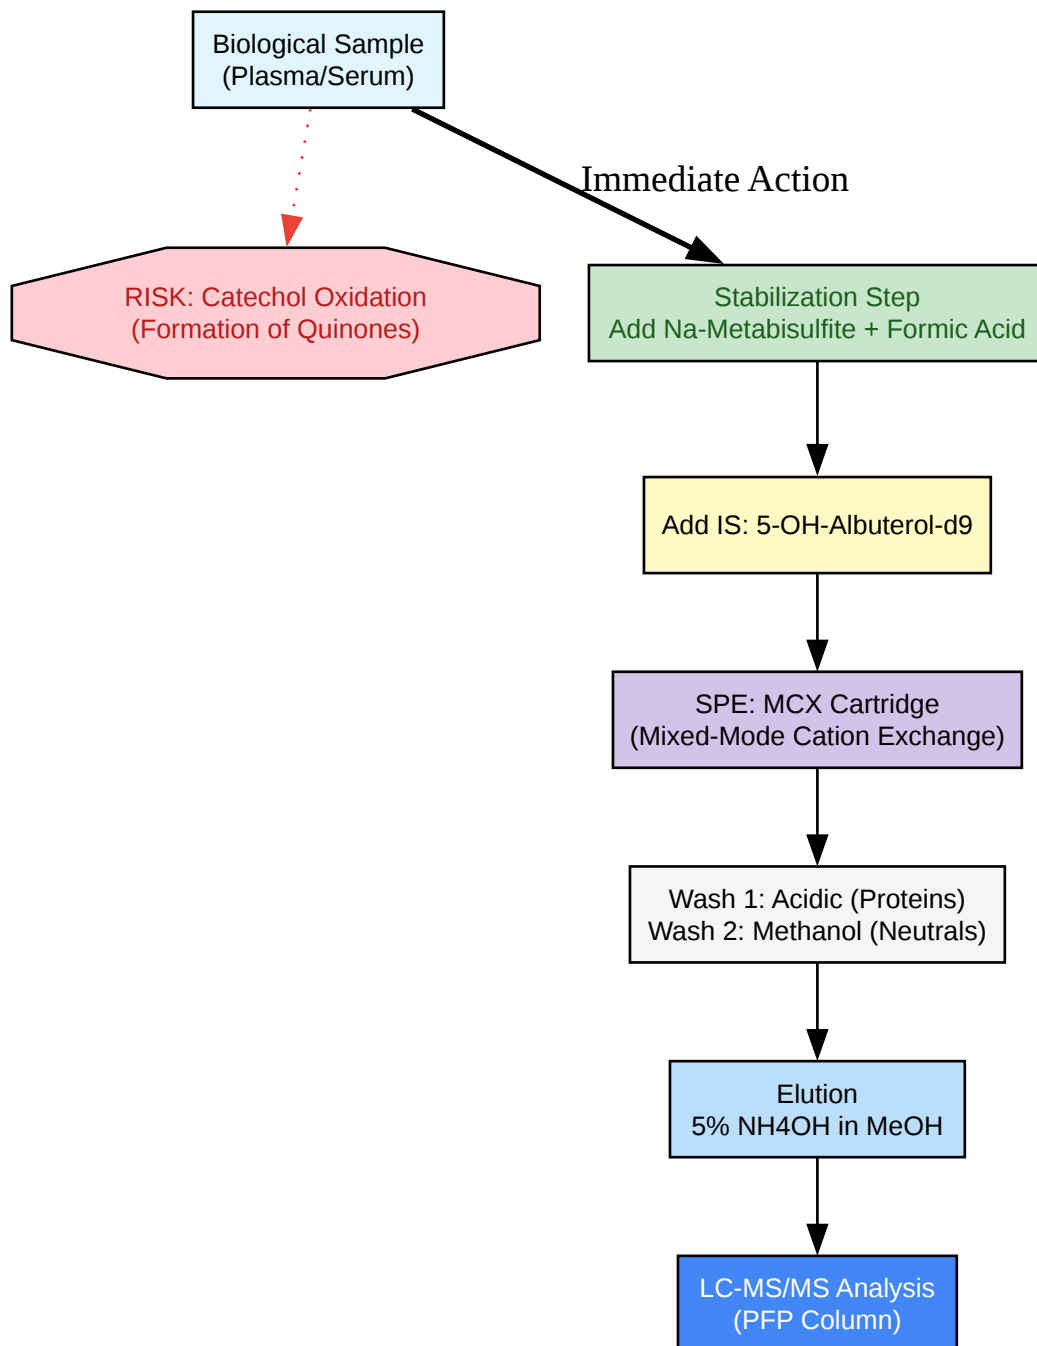 Biological Sample
(Plasma/Serum)
Immediate Action
RISK: Catechol Oxidation
(Formation of Quinones)
Stabilization Step
Add Na-Metabisulfite + Formic Acid
Add IS: 5-OH-Albuterol-d9
SPE: MCX Cartridge
(Mixed-Mode Cation Exchange)
Wash 1: Acidic (Proteins)
Wash 2: Methanol (Neutrals)
Elution
5% NH4OH in MeOH
LC-MS/MS Analysis
(PFP Column)